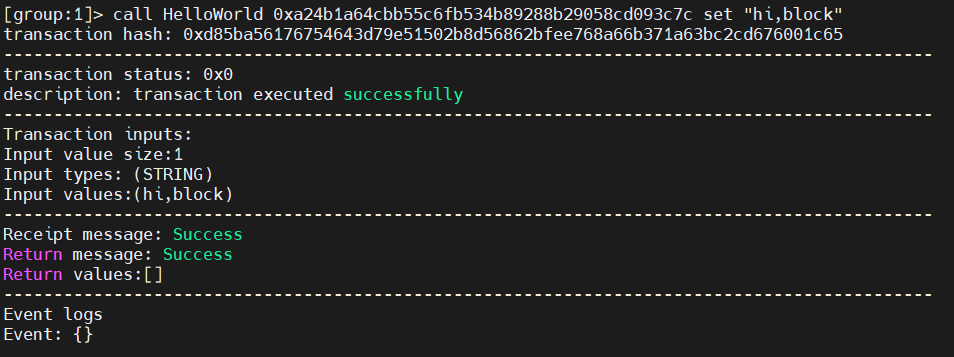 [group:1]> call HelloWorld 0xa24b1a64cbb55c6fb534b89288b29058cd093c7c set "hi,block"
transaction hash: 0xd85ba56176754643d79e51502b8d56862bfee768a66b371a63bc2cd676001c65
---------------------------------------------------------------------------------------------
transaction status: 0x0
description: transaction executed successfully
---------------------------------------------------------------------------------------------
Transaction inputs:
Input value size:1
Input types: (STRING)
Input values:(hi,block)
---------------------------------------------------------------------------------------------
Receipt message: Success
Return message: Success
Return values:[]
---------------------------------------------------------------------------------------------
Event logs
Event: {}